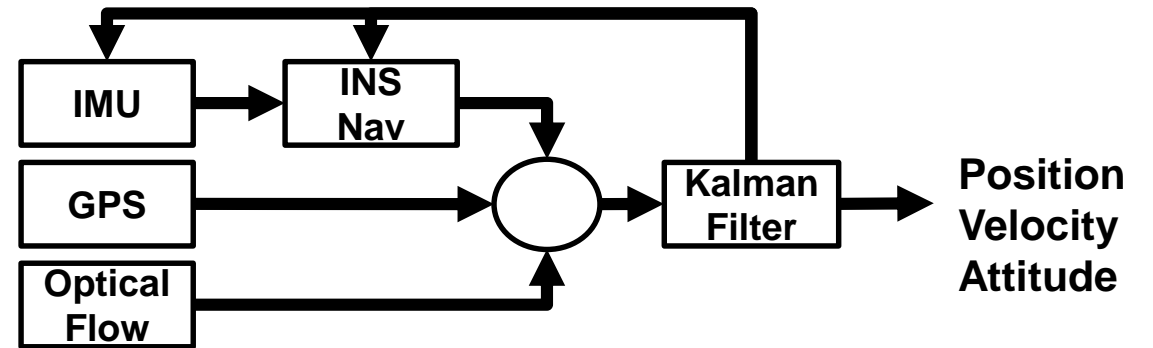 IMU
INS
Nav
GPS
Optical
Flow
Kalman
Filter
Position
Velocity
Attitude